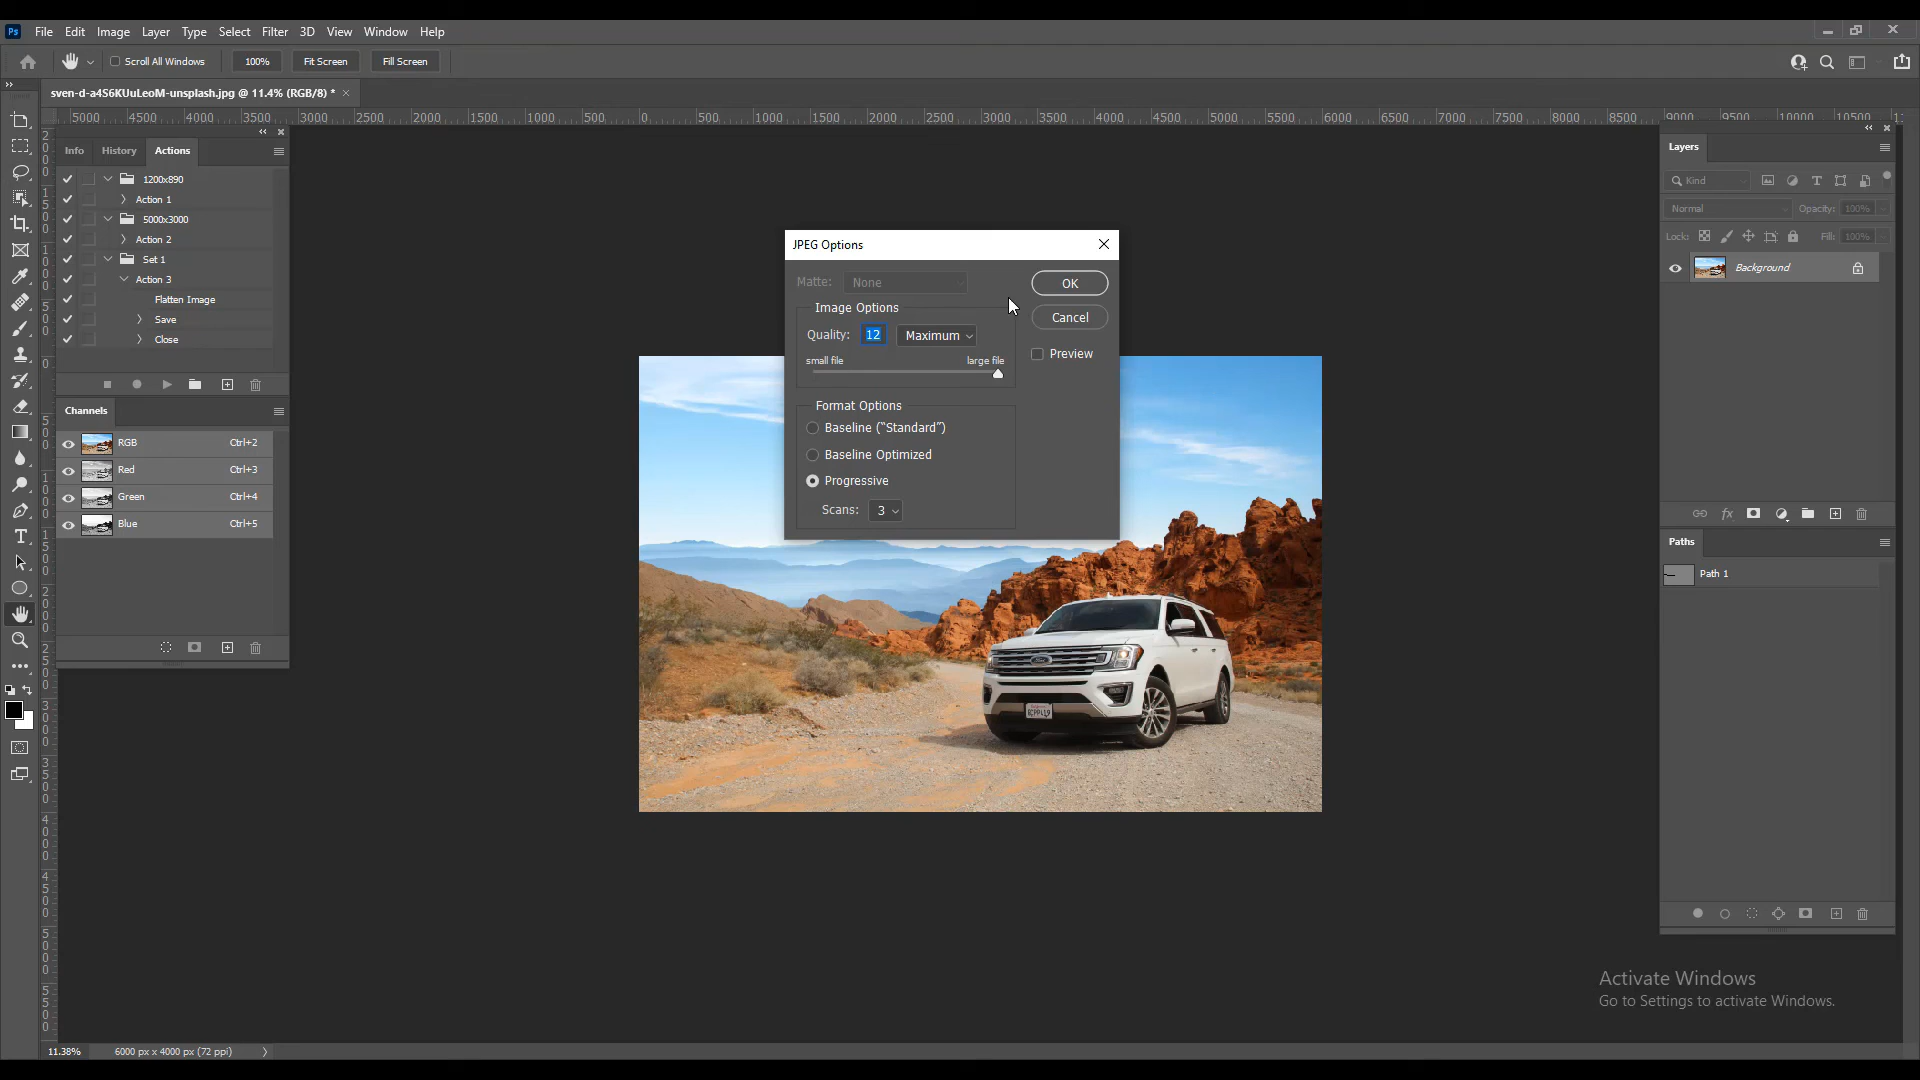 Ps File Edit Image Layer Type Select Filter 3D View Window Help
Scroll All Windows 100% Fit Screen Fill Screen
sven-d-a4S6KUuLeoM-unsplash.jpg @ 11.4% (RGB/8) * ×
5000 4500 4000 3500 3000 2500 2000 1500 1000 500 0 500 1000 1500 2000 2500 3000 3500 4000 4500 5000 5500 6000 6500 7000 7500 8000 8500 9000 9500 10000 10500
Info History Actions
1200x890
Action 1
5000x3000
Action 2
Set 1
Action 3
Flatten Image
Save
Close
Channels
RGB Ctrl+2
Red Ctrl+3
Green Ctrl+4
Blue Ctrl+5
JPEG Options
Matte: None
OK
Image Options
Cancel
Quality: 12 Maximum
Preview
small file large file
Format Options
Baseline (“Standard”)
Baseline Optimized
Progressive
Scans: 3
Ford
Layers
Kind
Normal Opacity: 100%
Lock: Fill: 100%
Background
fx
Paths
Path 1
Activate Windows
Go to Settings to activate Windows.
11.38% 6000 px x 4000 px (72 ppi)